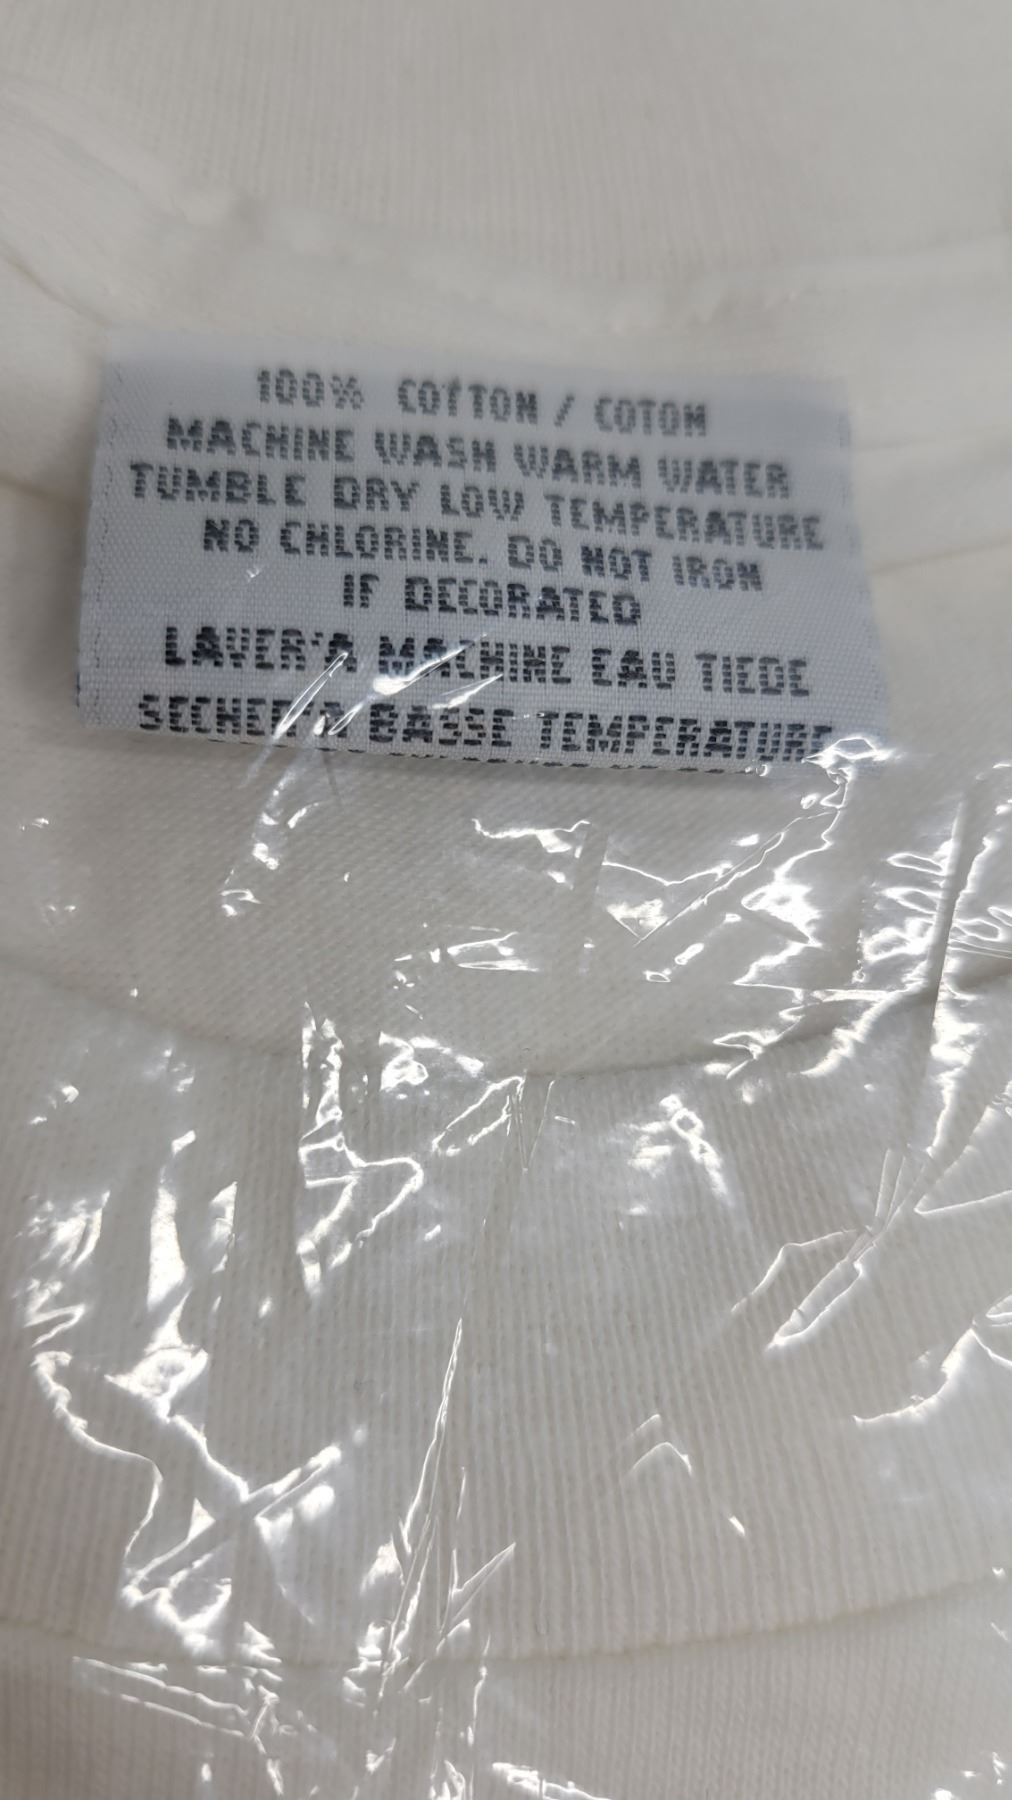 100% COTTON / COTON
MACHINE WASH WARM WATER
TUMBLE DRY LOW TEMPERATURE
NO CHLORINE. DO NOT IRON
IF DECORATED
LAVER'A MACHINE EAU TIEDE
SECHER'A BASSE TEMPERATURE